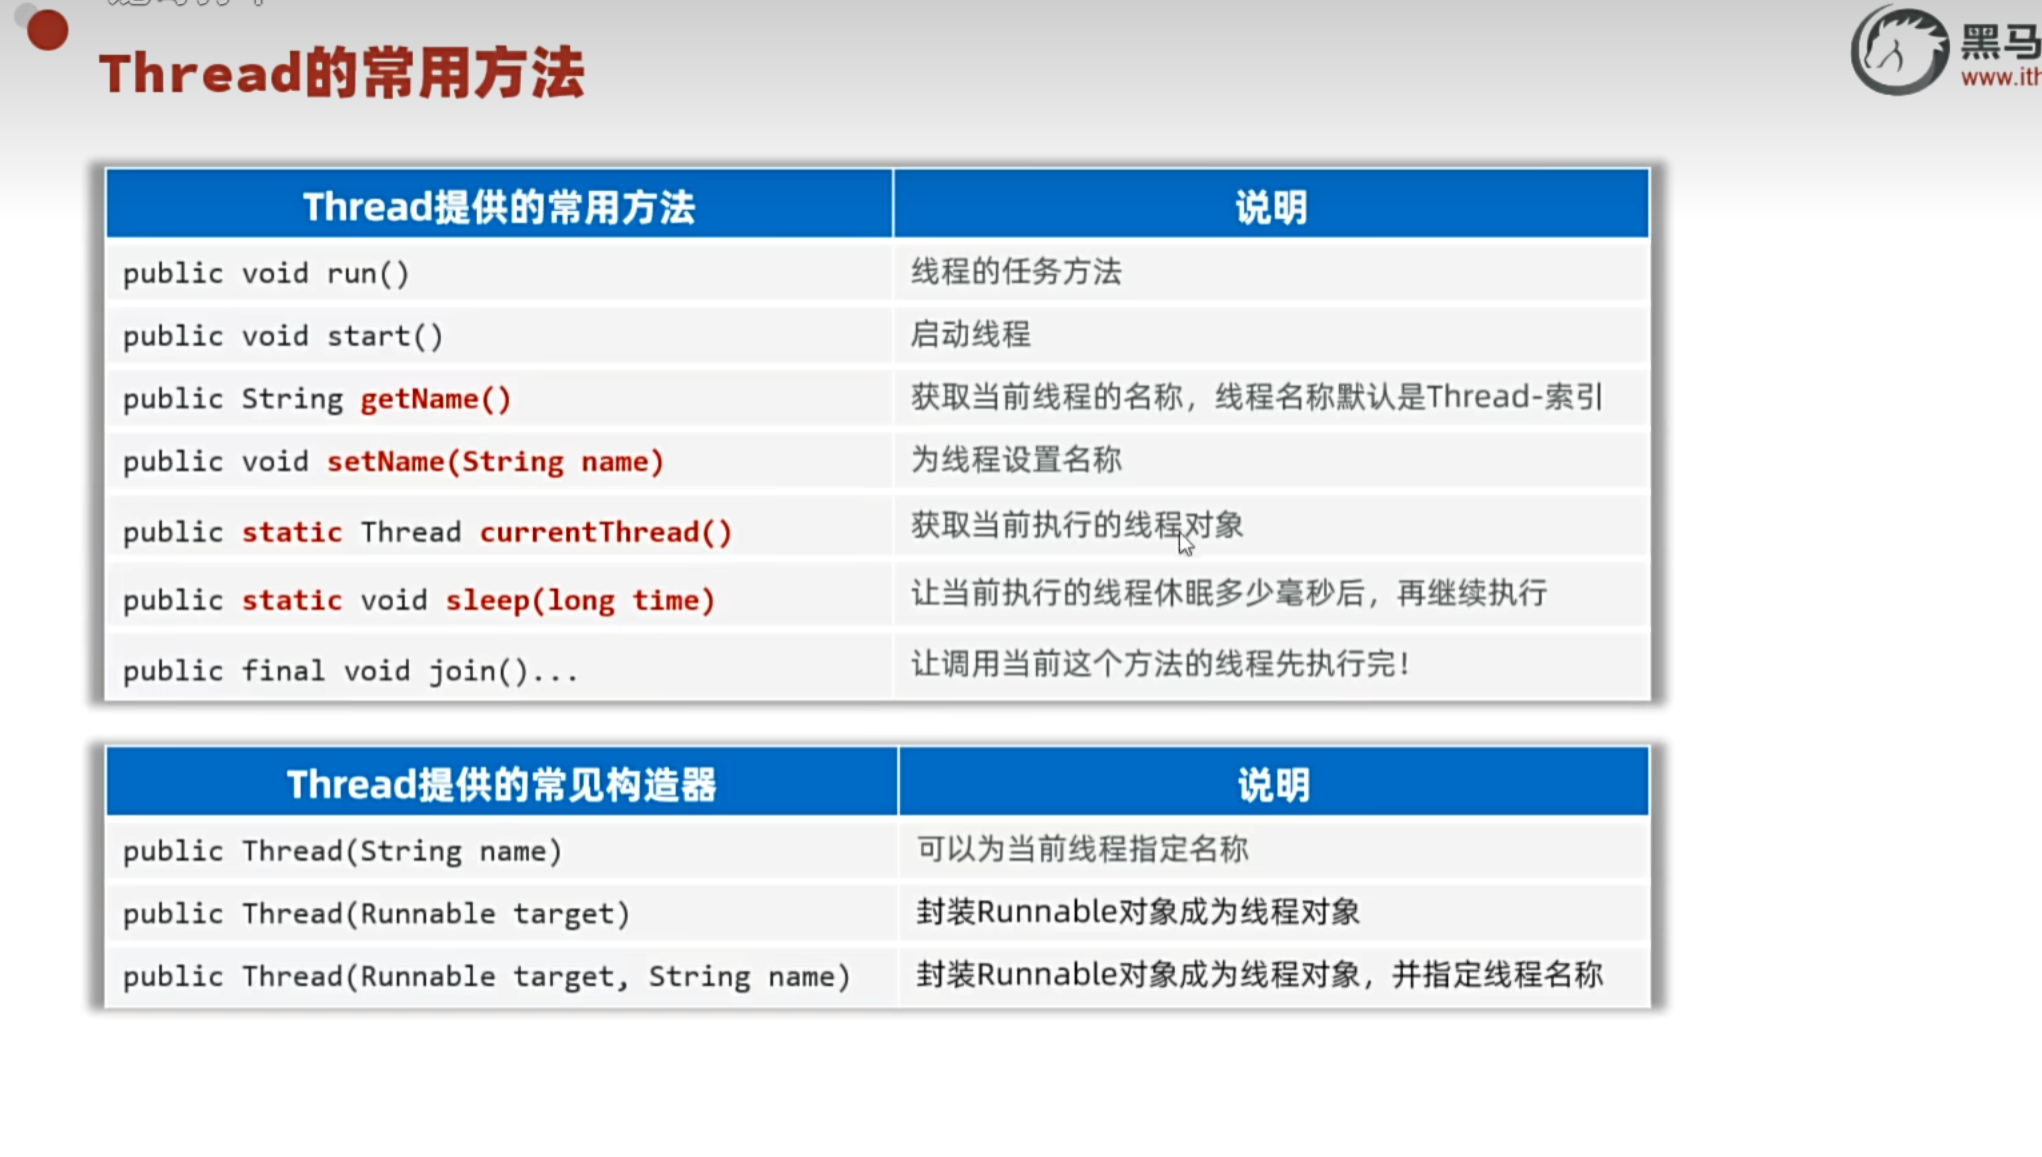 Thread的常用方法
黑马
www.ith
Thread提供的常用方法 说明
public void run() 线程的任务方法
public void start() 启动线程
public String getName() 获取当前线程的名称，线程名称默认是Thread-索引
public void setName(String name) 为线程设置名称
public static Thread currentThread() 获取当前执行的线程对象
public static void sleep(long time) 让当前执行的线程休眠多少毫秒后，再继续执行
public final void join()... 让调用当前这个方法的线程先执行完！
Thread提供的常见构造器 说明
public Thread(String name) 可以为当前线程指定名称
public Thread(Runnable target) 封装Runnable对象成为线程对象
public Thread(Runnable target, String name) 封装Runnable对象成为线程对象，并指定线程名称